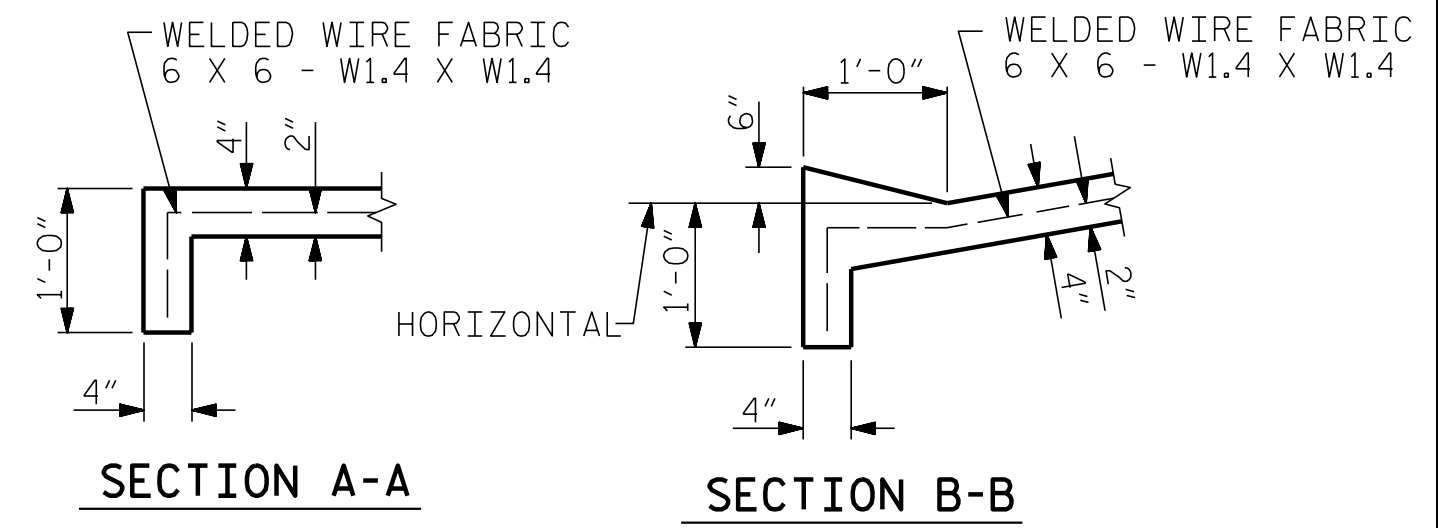 WELDED WIRE FABRIC
6 X 6 - W1.4 X W1.4
4"
2"
1'-0"
4"
SECTION A-A
WELDED WIRE FABRIC
6 X 6 - W1.4 X W1.4
1'-0"
6"
1'-0"
HORIZONTAL
4"
2"
4"
SECTION B-B